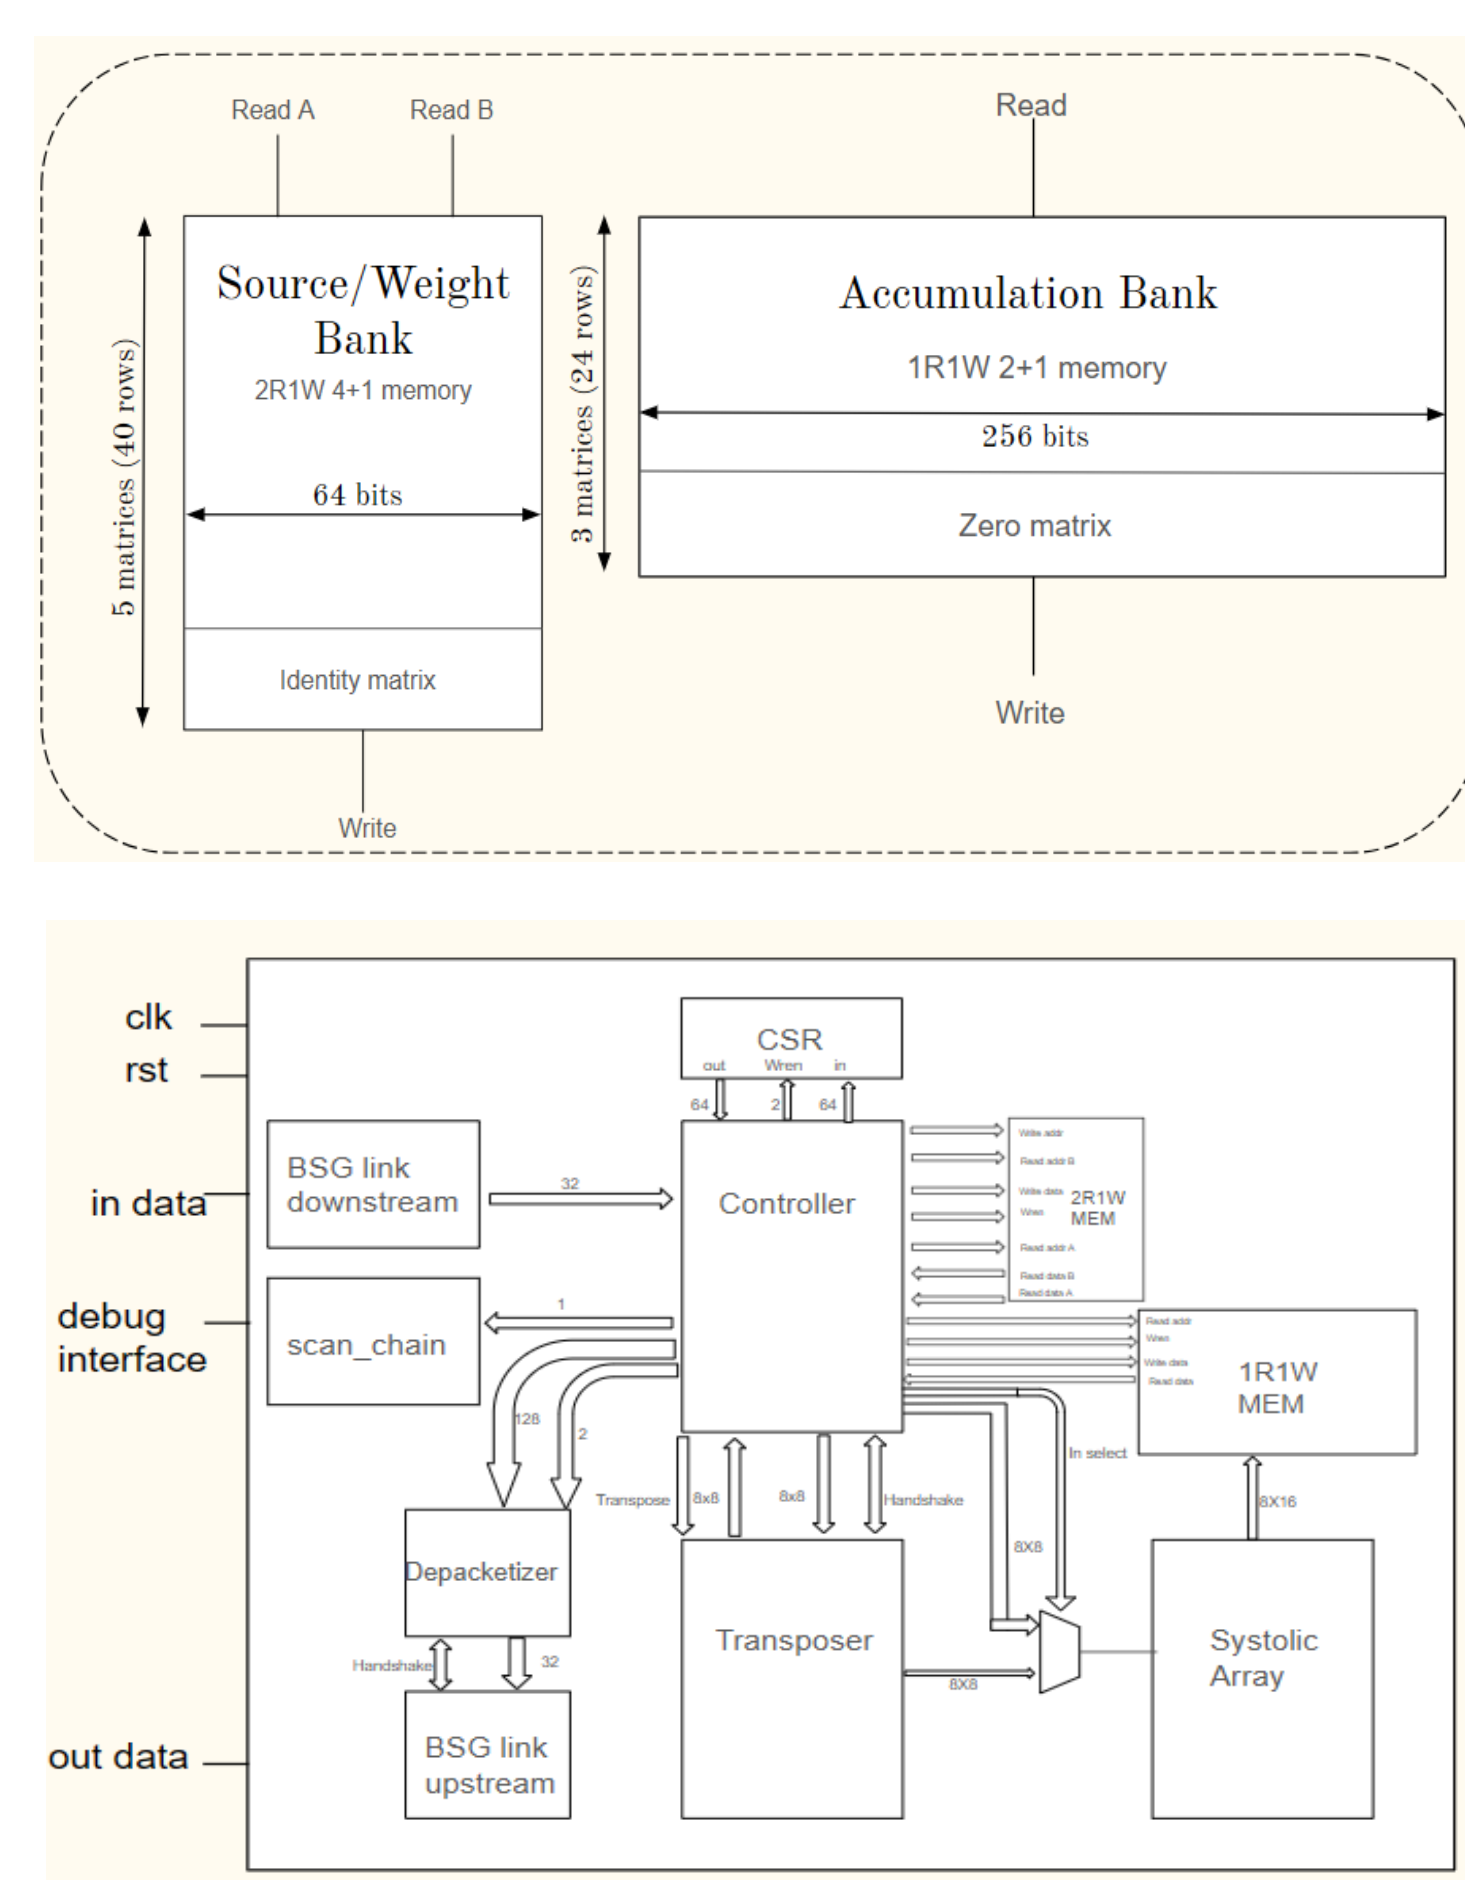 Read A
Read B
Read
Source/Weight
Bank
2R1W 4+1 memory
5 matrices (40 rows)
64 bits
Identity matrix
Write
3 matrices (24 rows)
Accumulation Bank
1R1W 2+1 memory
256 bits
Zero matrix
Write
clk
rst
in data
debug
interface
out data
CSR
out
Wren
in
64
2
64
BSG link
downstream
32
Controller
Write addr
Read addr B
Write data
Wren
2R1W
MEM
Read addr A
Read data B
Read data A
scan_chain
1
128
2
Read addr
Wren
Write data
Read data
1R1W
MEM
In select
Transpose
8x8
8x8
Handshake
8X8
8X16
Depacketizer
Handshake
32
BSG link
upstream
Transposer
8X8
Systolic
Array